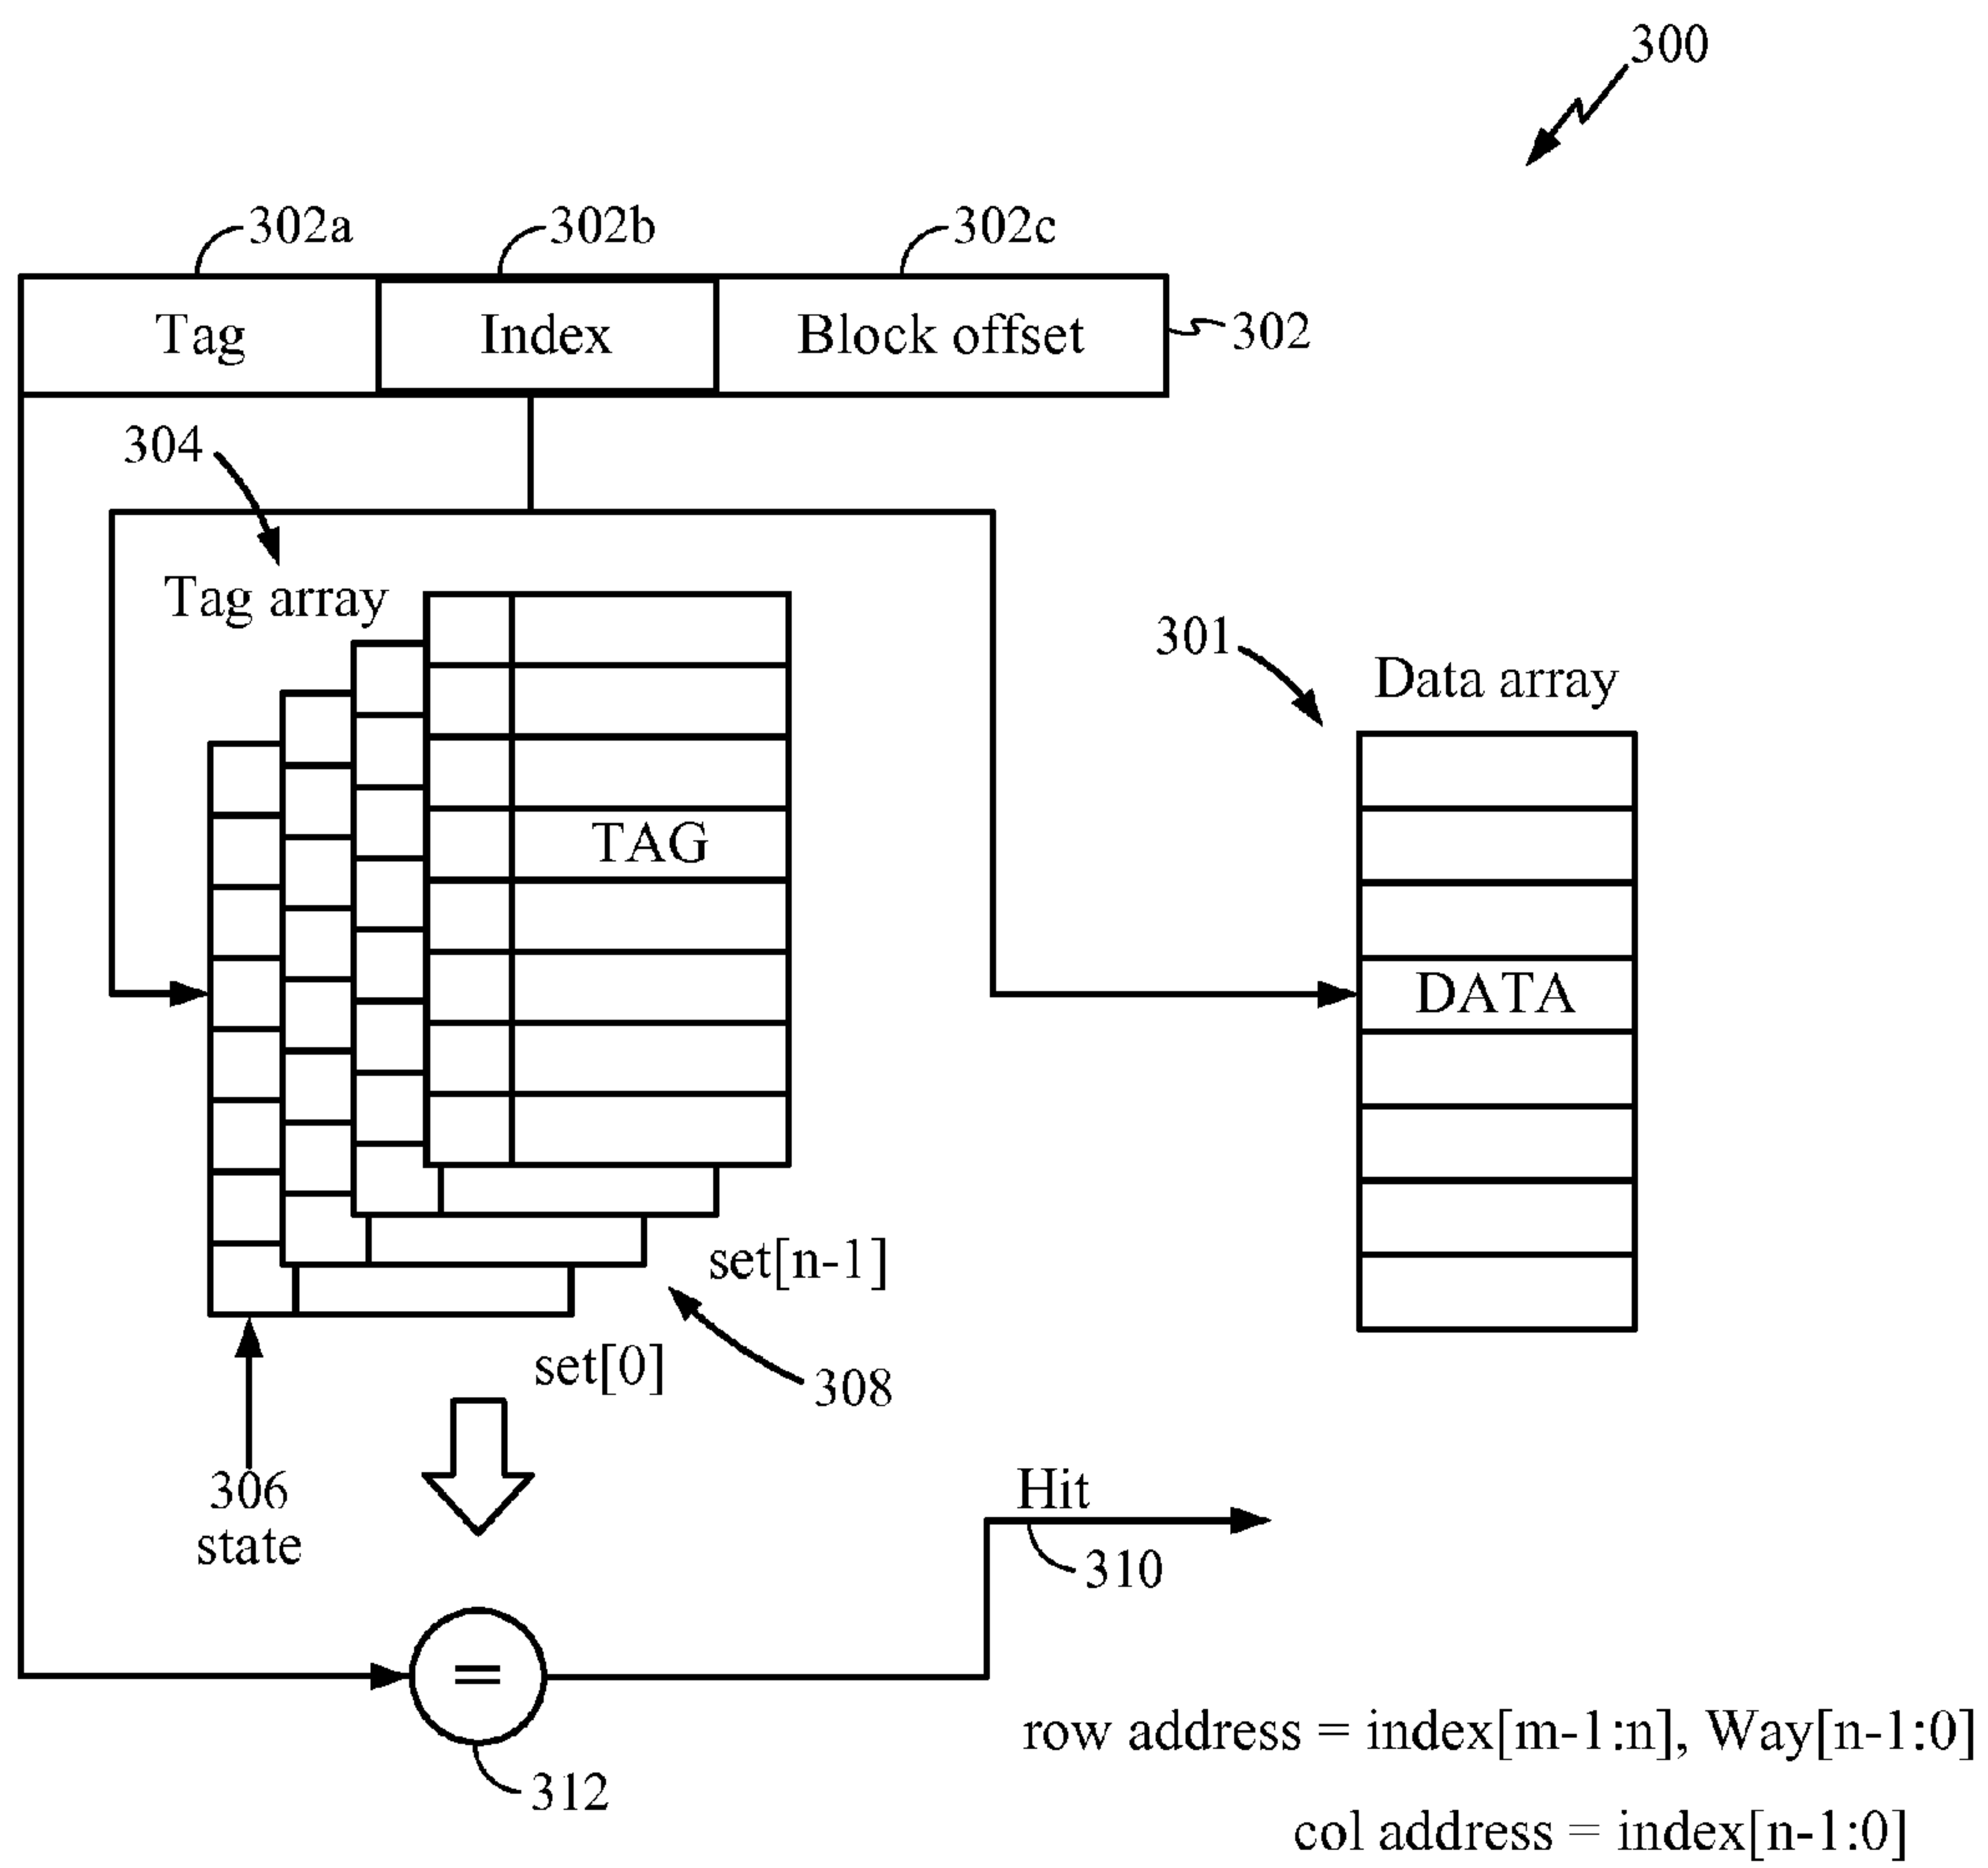 300
302a 302b 302c
Tag Index Block offset 302
304
Tag array
301
Data array
TAG
DATA
set[n-1]
set[0]
308
306
state
Hit
310
=
312
row address = index[m-1:n], Way[n-1:0]
col address = index[n-1:0]